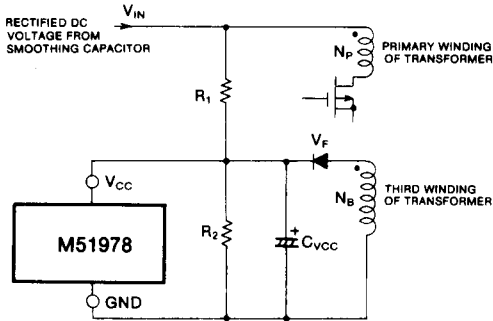 RECTIFIED DC
VOLTAGE FROM
SMOOTHING CAPACITOR
VIN
NP
PRIMARY WINDING
OF TRANSFORMER
R1
VF
VCC
NB
THIRD WINDING
OF TRANSFORMER
R2
+
CVCC
M51978
GND